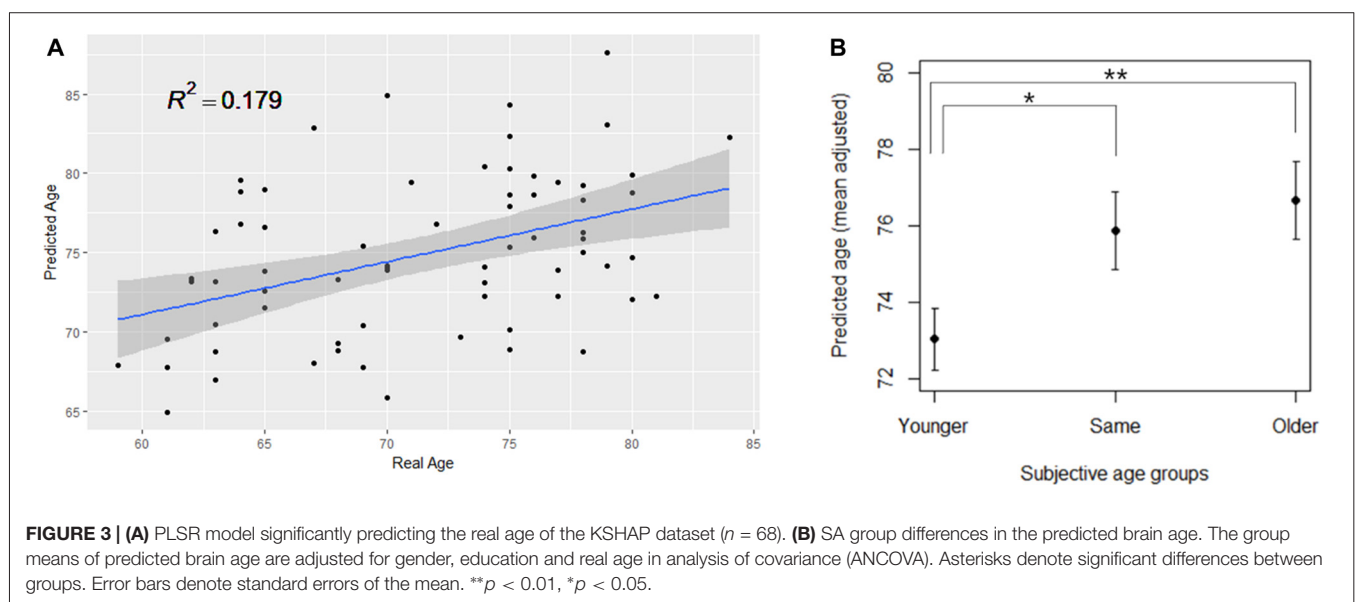 A
R² = 0.179
85
80
75
70
65
Predicted Age
60
65
70
75
80
85
Real Age
B
80
78
76
74
72
Predicted age (mean adjusted)
**
*
Younger
Same
Older
Subjective age groups
FIGURE 3 | (A) PLSR model significantly predicting the real age of the KSHAP dataset (n = 68). (B) SA group differences in the predicted brain age. The group
means of predicted brain age are adjusted for gender, education and real age in analysis of covariance (ANCOVA). Asterisks denote significant differences between
groups. Error bars denote standard errors of the mean. **p < 0.01, *p < 0.05.